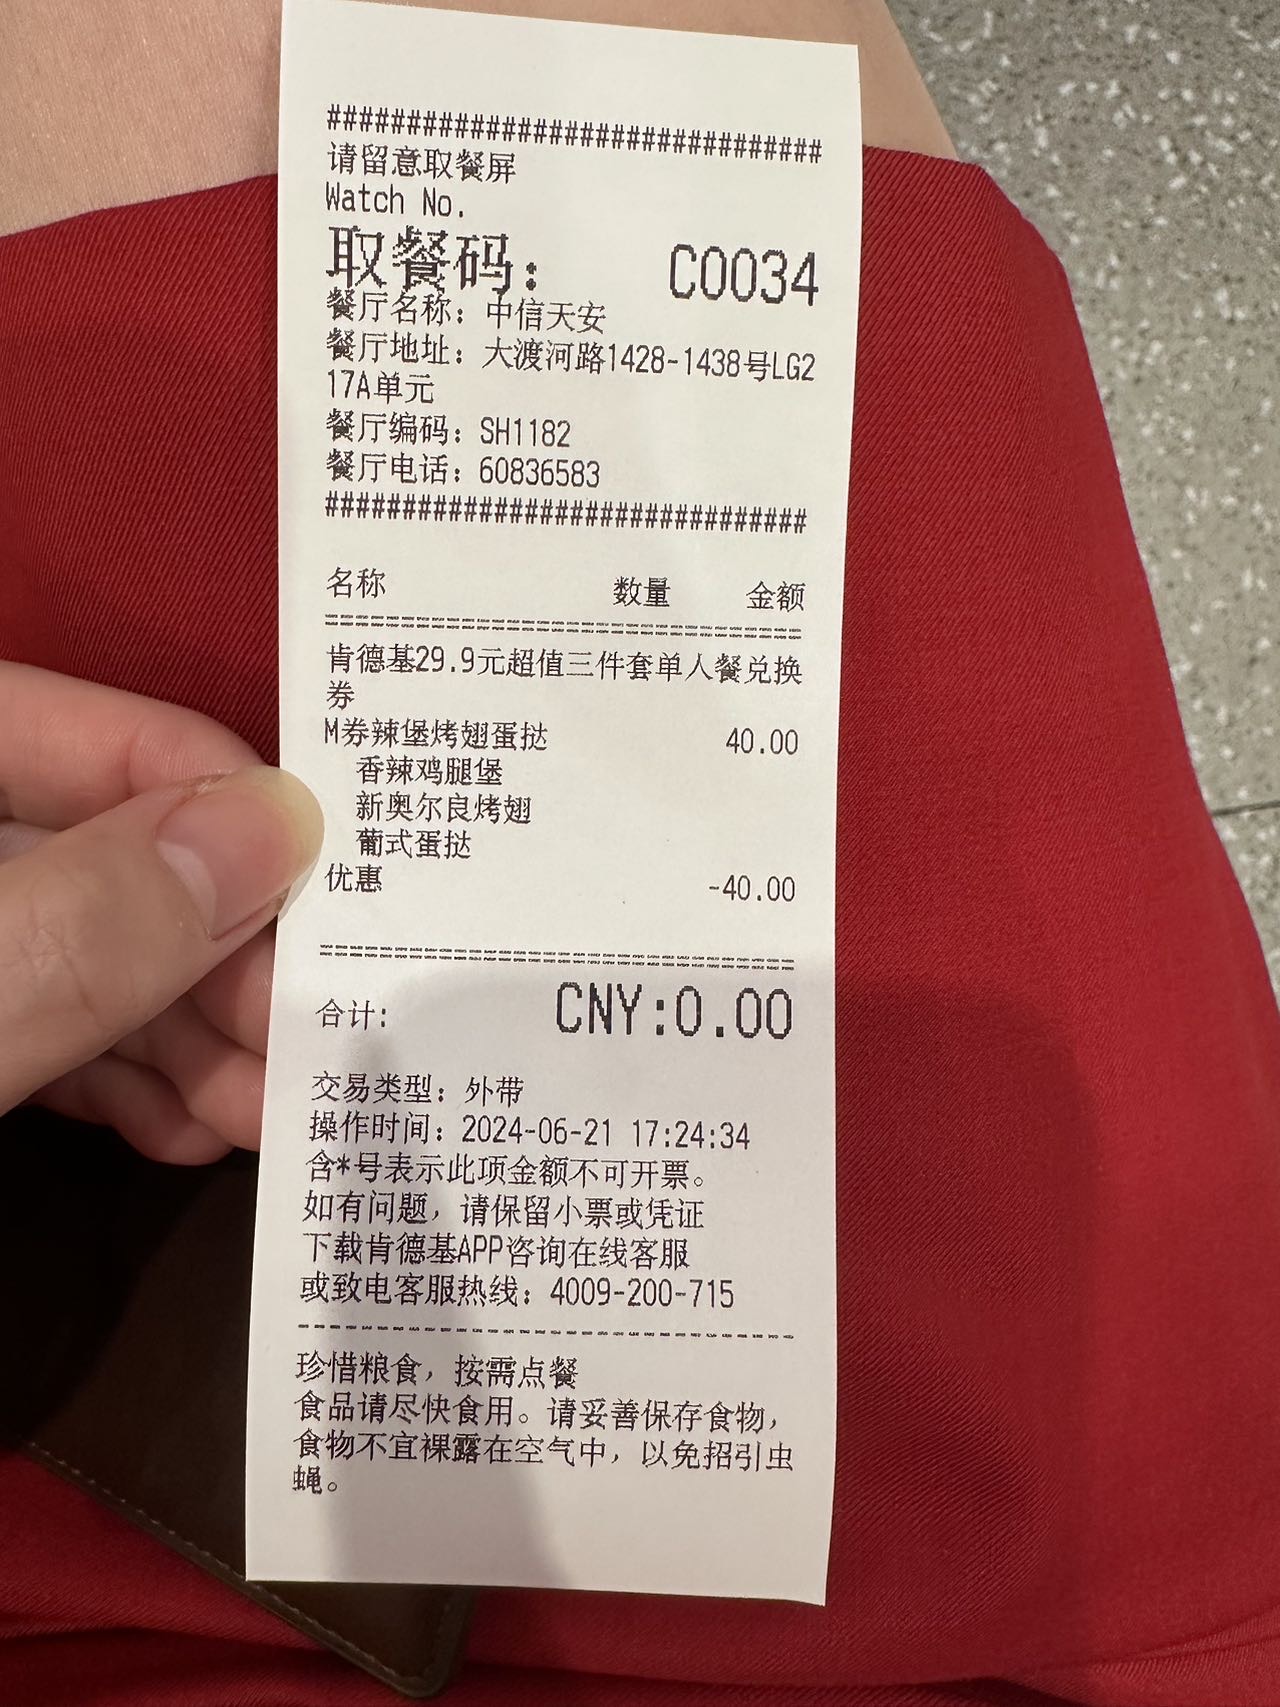 ################################
请留意取餐屏
Watch No.
取餐码： C0034
餐厅名称：中信天安
餐厅地址：大渡河路1428-1438号LG2
17A单元
餐厅编码：SH1182
餐厅电话：60836583
################################
名称 数量 金额
肯德基29.9元超值三件套单人餐兑换
券
M券辣堡烤翅蛋挞 40.00
香辣鸡腿堡
新奥尔良烤翅
葡式蛋挞
优惠 -40.00
合计： CNY:0.00
交易类型：外带
操作时间：2024-06-21 17:24:34
含*号表示此项金额不可开票。
如有问题，请保留小票或凭证
下载肯德基APP咨询在线客服
或致电客服热线：4009-200-715
珍惜粮食，按需点餐
食品请尽快食用。请妥善保存食物，
食物不宜裸露在空气中，以免招引虫
蝇。